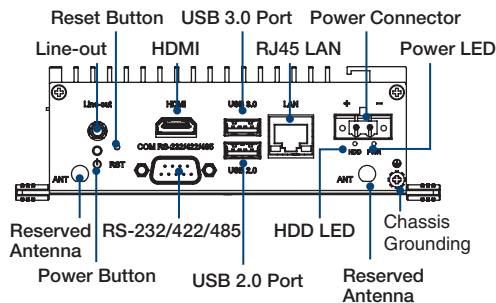 Reset Button USB 3.0 Port Power Connector
Line-out HDMI RJ45 LAN Power LED
Line-out HDMI USB 3.0 LAN + -
COM RS-232/422/485
RST USB 2.0 HDD PWR
ANT ANT
Reserved Antenna
RS-232/422/485
HDD LED
Chassis Grounding
Power Button
USB 2.0 Port
Reserved Antenna